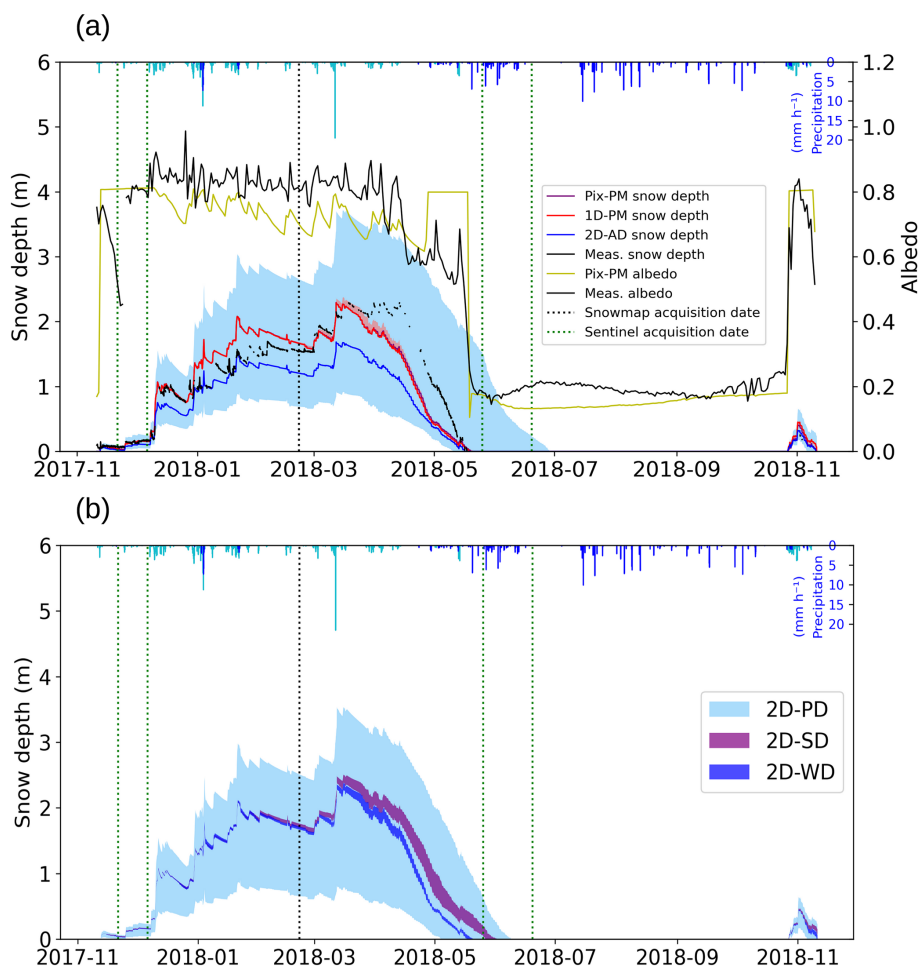 (a)
6
5
4
3
2
1
0
Snow depth (m)
1.2
1.0
0.8
0.6
0.4
0.2
0.0
Albedo
0
5
10
15
20
(mm h⁻¹)
Precipitation
Pix-PM snow depth
1D-PM snow depth
2D-AD snow depth
Meas. snow depth
Pix-PM albedo
Meas. albedo
Snowmap acquisition date
Sentinel acquisition date
2017-11 2018-01 2018-03 2018-05 2018-07 2018-09 2018-11
(b)
6
5
4
3
2
1
0
Snow depth (m)
0
5
10
15
20
(mm h⁻¹)
Precipitation
2D-PD
2D-SD
2D-WD
2017-11 2018-01 2018-03 2018-05 2018-07 2018-09 2018-11